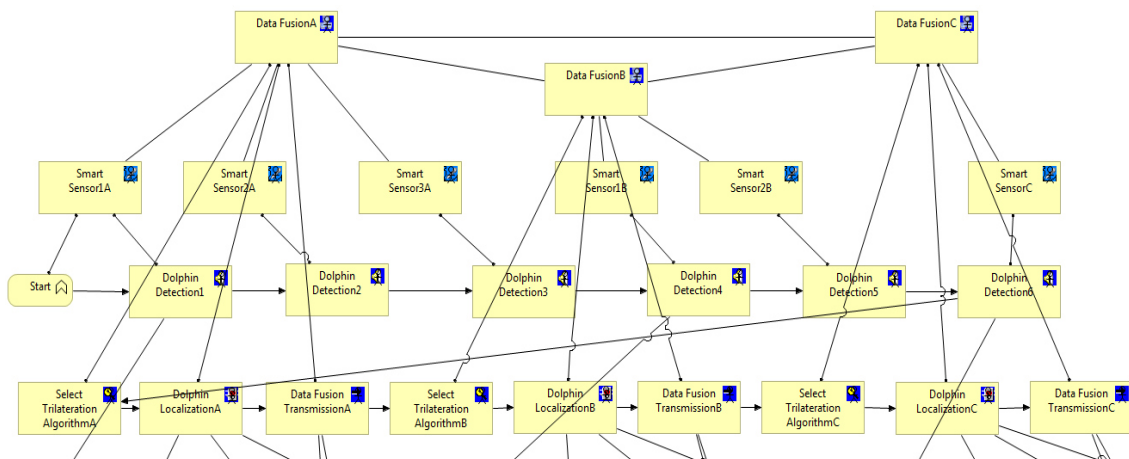 Data FusionA
Data FusionC
Data FusionB
Smart
Sensor1A
Smart
Sensor2A
Smart
Sensor3A
Smart
Sensor1B
Smart
Sensor2B
Smart
SensorC
Start
Dolphin
Detection1
Dolphin
Detection2
Dolphin
Detection3
Dolphin
Detection4
Dolphin
Detection5
Dolphin
Detection6
Select
Trilateration
AlgorithmA
Dolphin
LocalizationA
Data Fusion
TransmissionA
Select
Trilateration
AlgorithmB
Dolphin
LocalizationB
Data Fusion
TransmissionB
Select
Trilateration
AlgorithmC
Dolphin
LocalizationC
Data Fusion
TransmissionC